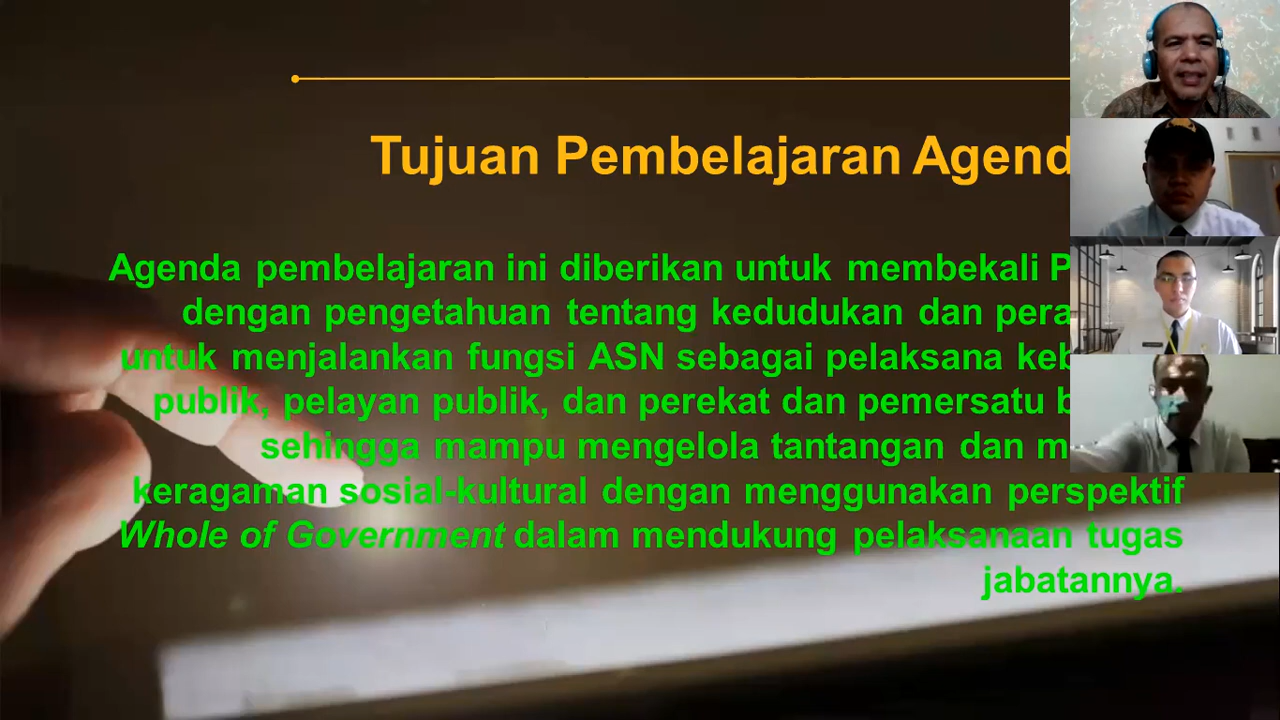 Tujuan Pembelajaran Agend
Agenda pembelajaran ini diberikan untuk membekali P
dengan pengetahuan tentang kedudukan dan pera
untuk menjalankan fungsi ASN sebagai pelaksana keb
publik, pelayan publik, dan perekat dan pemersatu b
sehingga mampu mengelola tantangan dan m
keragaman sosial-kultural dengan menggunakan perspektif
Whole of Government dalam mendukung pelaksanaan tugas
jabatannya.